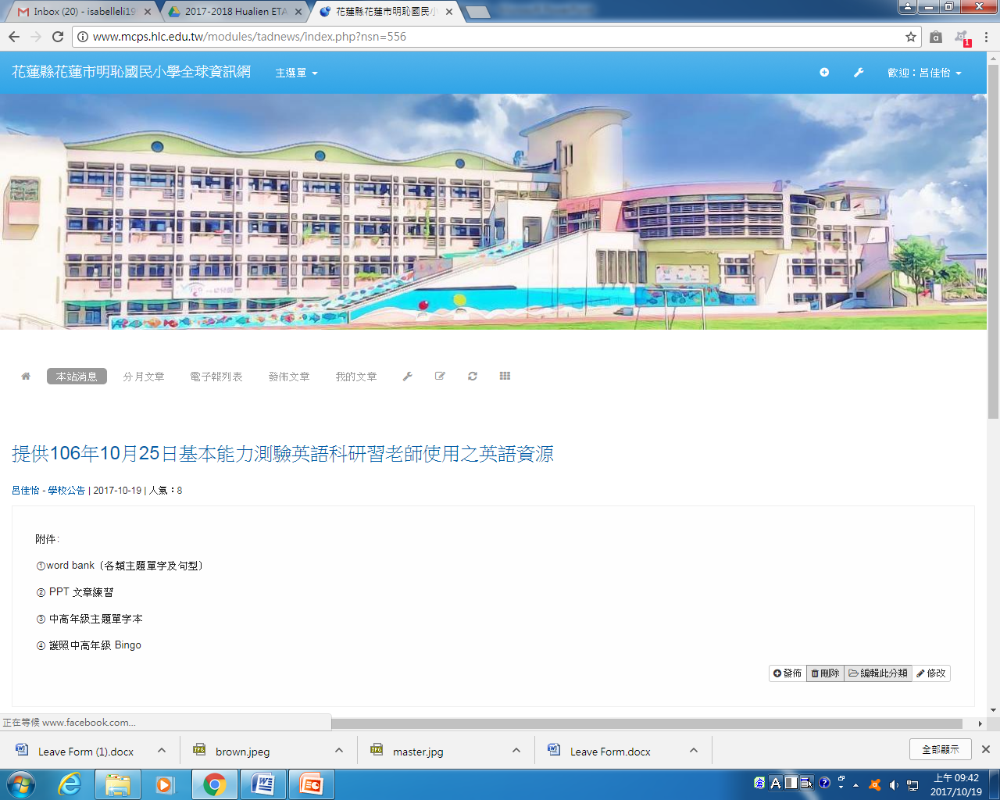 Inbox (20) - isabelleli19
2017-2018 Hualien ETA
花蓮縣花蓮市明恥國民小
www.mcps.hlc.edu.tw/modules/tadnews/index.php?nsn=556
1
花蓮縣花蓮市明恥國民小學全球資訊網
主選單
歡迎：呂佳怡
本站消息
分月文章
電子報列表
發佈文章
我的文章
提供106年10月25日基本能力測驗英語科研習老師使用之英語資源
呂佳怡 - 學校公告 | 2017-10-19 | 人氣：8
附件:
①word bank（各類主題單字及句型）
② PPT 文章練習
③ 中高年級主題單字本
④ 護照中高年級 Bingo
發佈
刪除
編輯此分類
修改
正在等候 www.facebook.com...
Leave Form (1).docx
brown.jpeg
master.jpg
Leave Form.docx
全部顯示
上午 09:42
2017/10/19